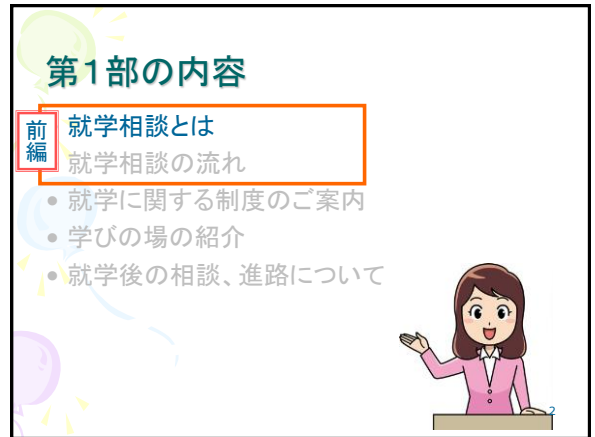 第1部の内容
前編
就学相談とは
就学相談の流れ
• 就学に関する制度のご案内
• 学びの場の紹介
• 就学後の相談、進路について
2